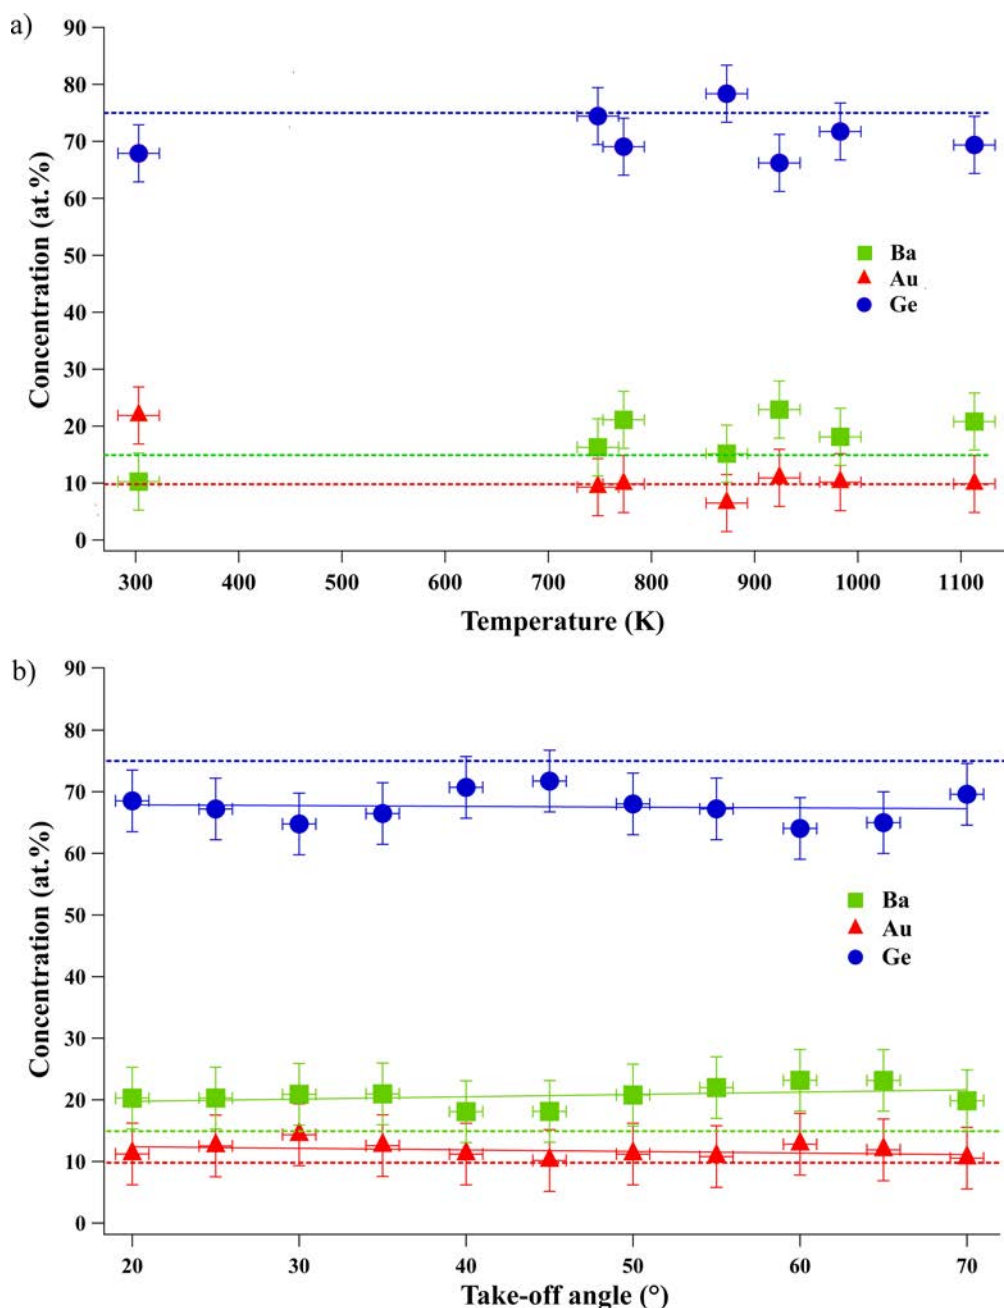 a)
90
80
70
60
50
40
30
20
10
0
Concentration (at.%)
Ba
Au
Ge
300 400 500 600 700 800 900 1000 1100
Temperature (K)
b)
90
80
70
60
50
40
30
20
10
0
Concentration (at.%)
Ba
Au
Ge
20 30 40 50 60 70
Take-off angle (°)